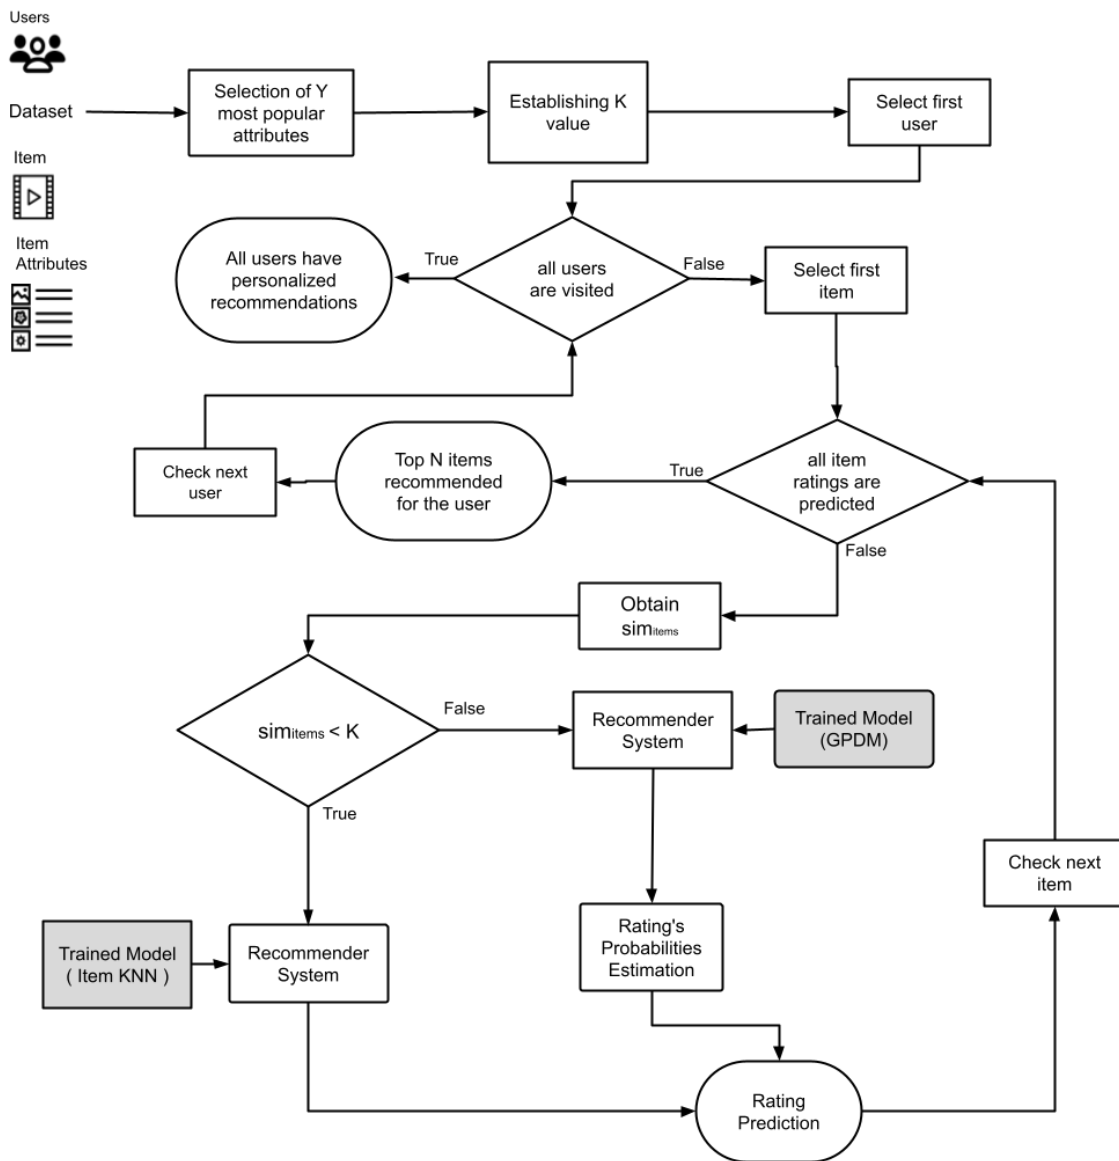 Users
Dataset
Item
Item
Attributes
Selection of Y
most popular
attributes
Establishing K
value
Select first
user
All users have
personalized
recommendations
True
all users
are visited
False
Select first
item
Check next
user
Top N items
recommended
for the user
True
all item
ratings are
predicted
False
Obtain
simitems
simitems < K
False
Recommender
System
Trained Model
(GPDM)
True
Check next
item
Trained Model
( Item KNN )
Recommender
System
Rating's
Probabilities
Estimation
Rating
Prediction